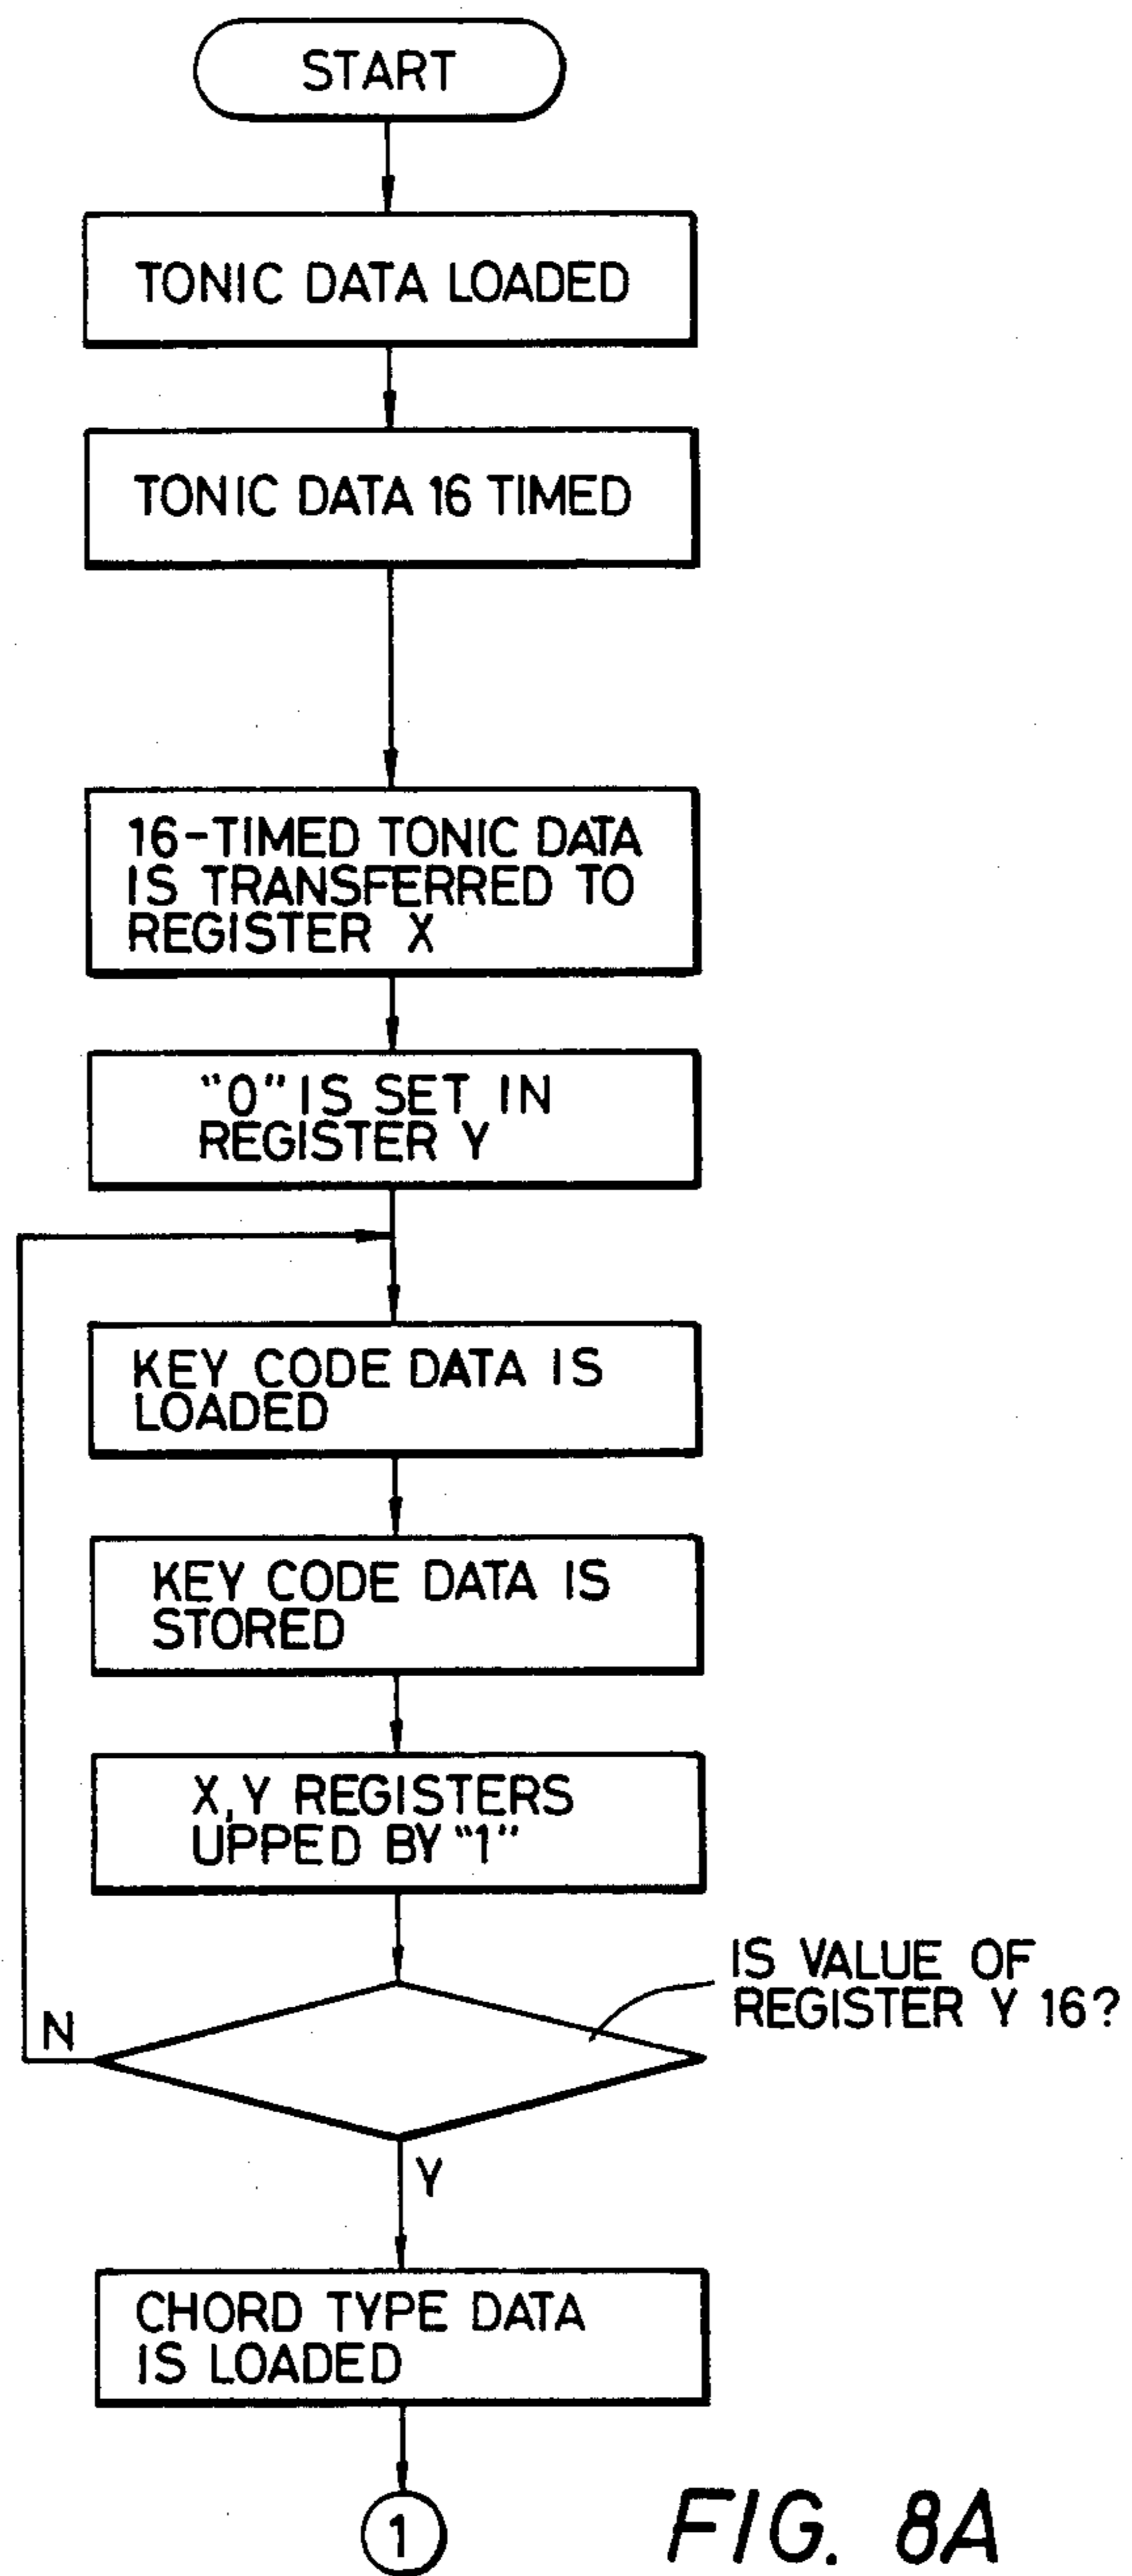 START
TONIC DATA LOADED
TONIC DATA 16 TIMED
16-TIMED TONIC DATA
IS TRANSFERRED TO
REGISTER X
"0" IS SET IN
REGISTER Y
KEY CODE DATA IS
LOADED
KEY CODE DATA IS
STORED
X,Y REGISTERS
UPPED BY "1"
IS VALUE OF
REGISTER Y 16?
N
Y
CHORD TYPE DATA
IS LOADED
1
FIG. 8A